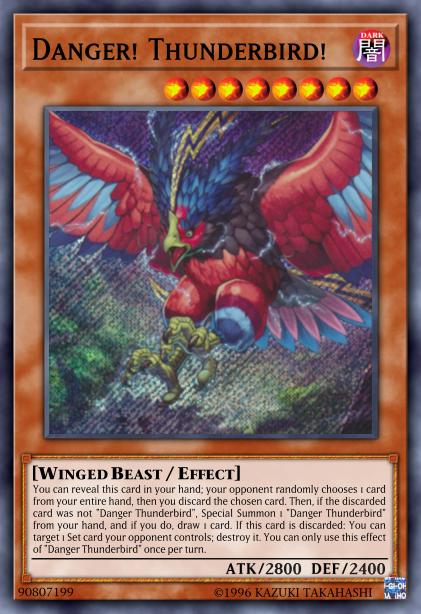 DANGER! THUNDERBIRD!
DARK
闇
[WINGED BEAST / EFFECT]
You can reveal this card in your hand; your opponent randomly chooses 1 card
from your entire hand, then you discard the chosen card. Then, if the discarded
card was not "Danger Thunderbird", Special Summon 1 "Danger Thunderbird"
from your hand, and if you do, draw 1 card. If this card is discarded: You can
target 1 Set card your opponent controls; destroy it. You can only use this effect
of "Danger Thunderbird" once per turn.
ATK/2800 DEF/2400
90807199
©1996 KAZUKI TAKAHASHI